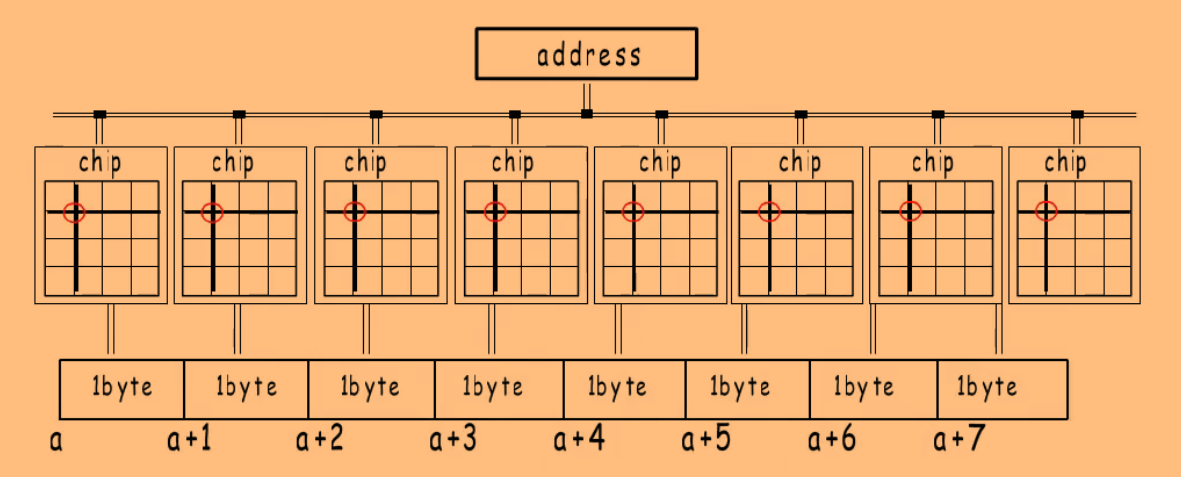 address
chip chip chip chip chip chip chip chip
1byte 1byte 1byte 1byte 1byte 1byte 1byte 1byte
a a+1 a+2 a+3 a+4 a+5 a+6 a+7